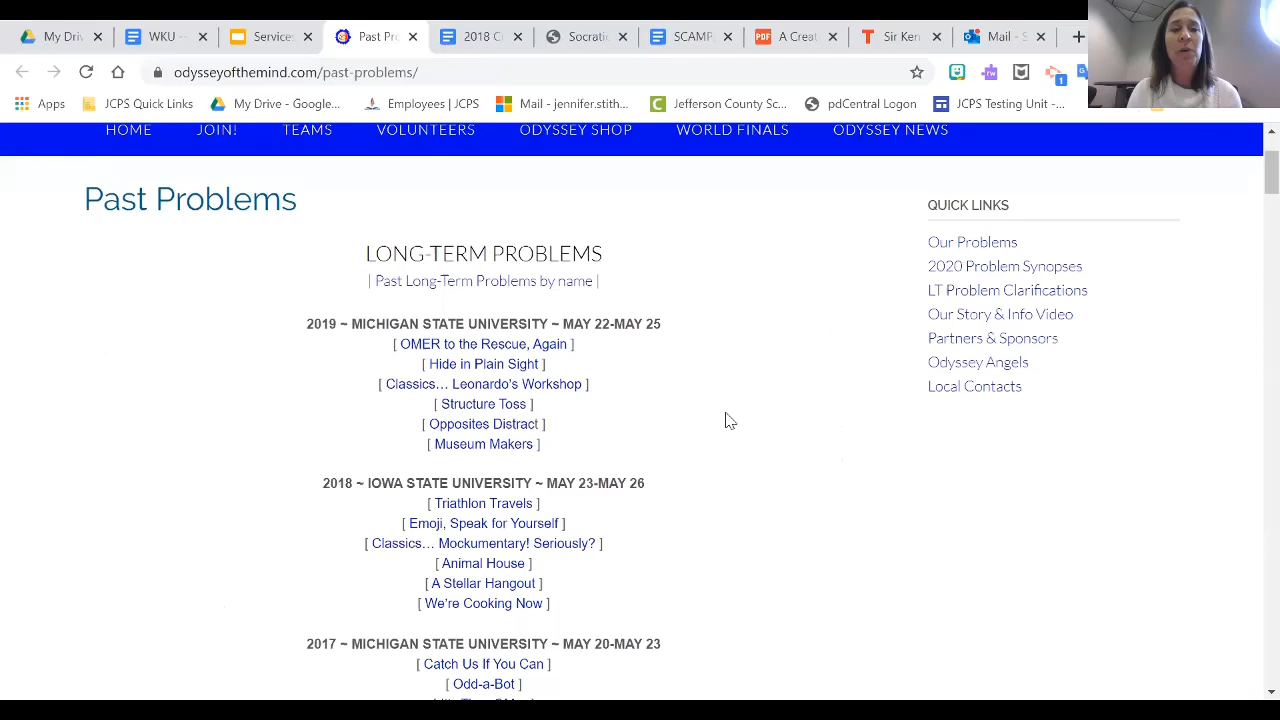 My Driv
WKU —
Service
Past Pro
2018 C
Socratic
SCAMP
A Creat
Sir Ken
Mail - S
odysseyofthemind.com/past-problems/
1
Apps
JCPS Quick Links
My Drive - Google...
Employees | JCPS
Mail - jennifer.stith...
Jefferson County Sc...
pdCentral Logon
JCPS Testing Unit -...
HOME
JOIN!
TEAMS
VOLUNTEERS
ODYSSEY SHOP
WORLD FINALS
ODYSSEY NEWS
Past Problems
LONG-TERM PROBLEMS
| Past Long-Term Problems by name |
2019 ~ MICHIGAN STATE UNIVERSITY ~ MAY 22-MAY 25
[ OMER to the Rescue, Again ]
[ Hide in Plain Sight ]
[ Classics… Leonardo's Workshop ]
[ Structure Toss ]
[ Opposites Distract ]
[ Museum Makers ]
2018 ~ IOWA STATE UNIVERSITY ~ MAY 23-MAY 26
[ Triathlon Travels ]
[ Emoji, Speak for Yourself ]
[ Classics… Mockumentary! Seriously? ]
[ Animal House ]
[ A Stellar Hangout ]
[ We're Cooking Now ]
2017 ~ MICHIGAN STATE UNIVERSITY ~ MAY 20-MAY 23
[ Catch Us If You Can ]
[ Odd-a-Bot ]
QUICK LINKS
Our Problems
2020 Problem Synopses
LT Problem Clarifications
Our Story & Info Video
Partners & Sponsors
Odyssey Angels
Local Contacts